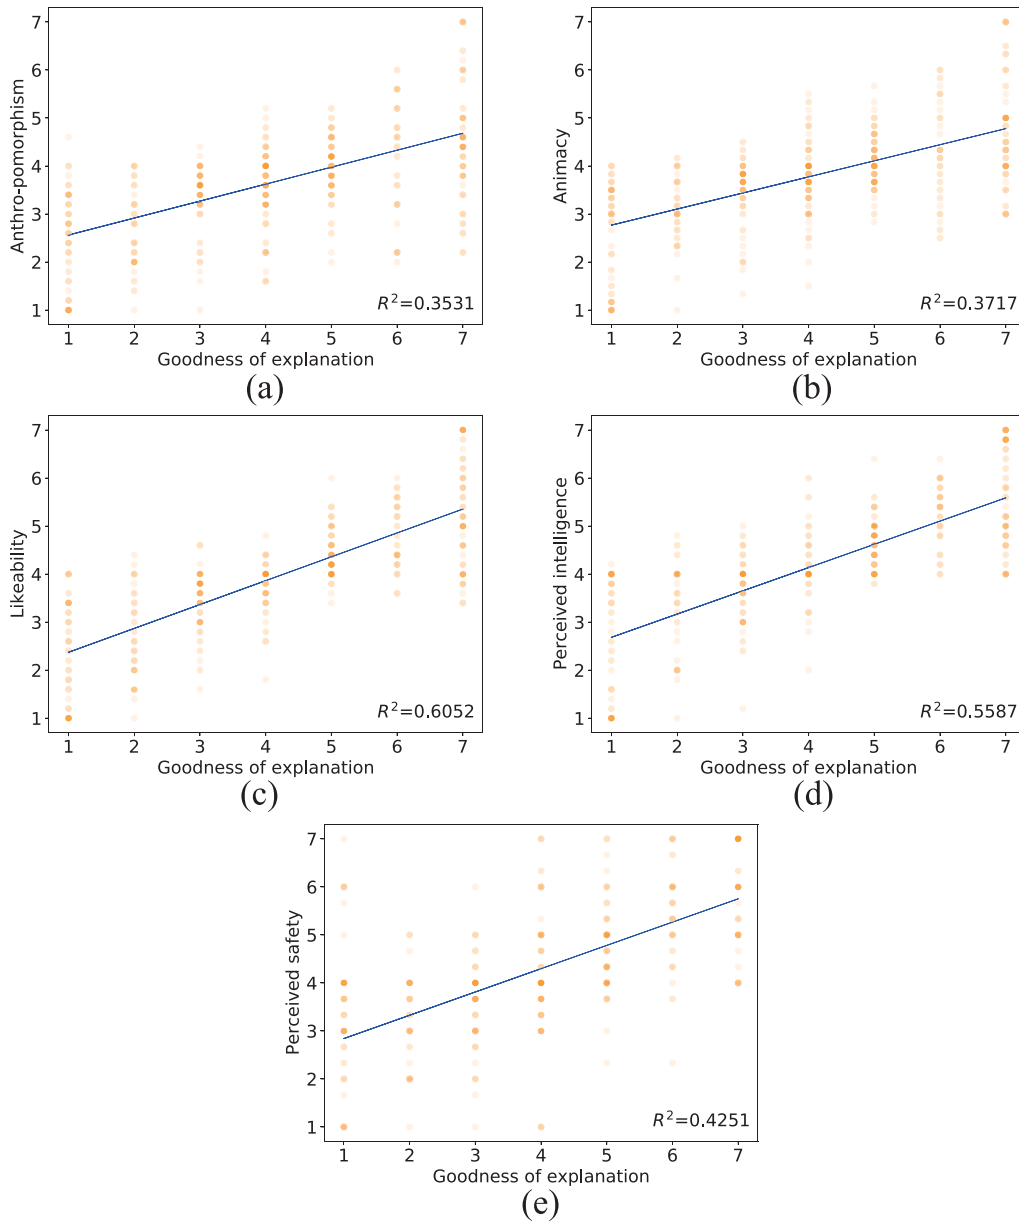 7
6
5
4
3
2
1
Anthro-pomorphism
R²=0.3531
1 2 3 4 5 6 7
Goodness of explanation
(a)
7
6
5
4
3
2
1
Animacy
R²=0.3717
1 2 3 4 5 6 7
Goodness of explanation
(b)
7
6
5
4
3
2
1
Likeability
R²=0.6052
1 2 3 4 5 6 7
Goodness of explanation
(c)
7
6
5
4
3
2
1
Perceived intelligence
R²=0.5587
1 2 3 4 5 6 7
Goodness of explanation
(d)
7
6
5
4
3
2
1
Perceived safety
R²=0.4251
1 2 3 4 5 6 7
Goodness of explanation
(e)